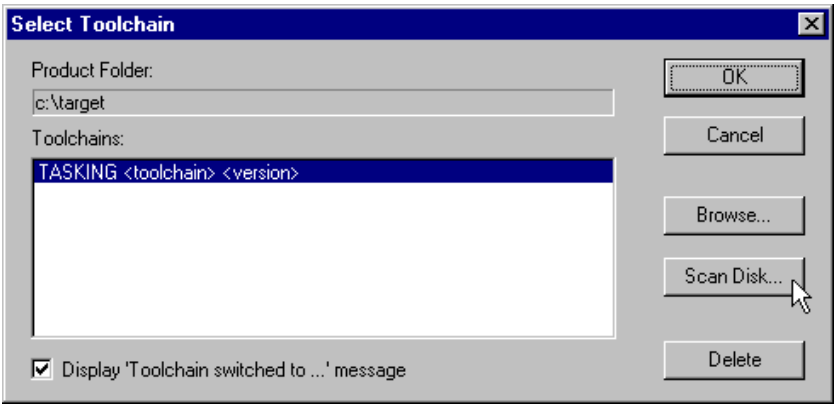 Select Toolchain
Product Folder:
c:\target
Toolchains:
TASKING <toolchain> <version>
Display 'Toolchain switched to ...' message
OK
Cancel
Browse...
Scan Disk...
Delete